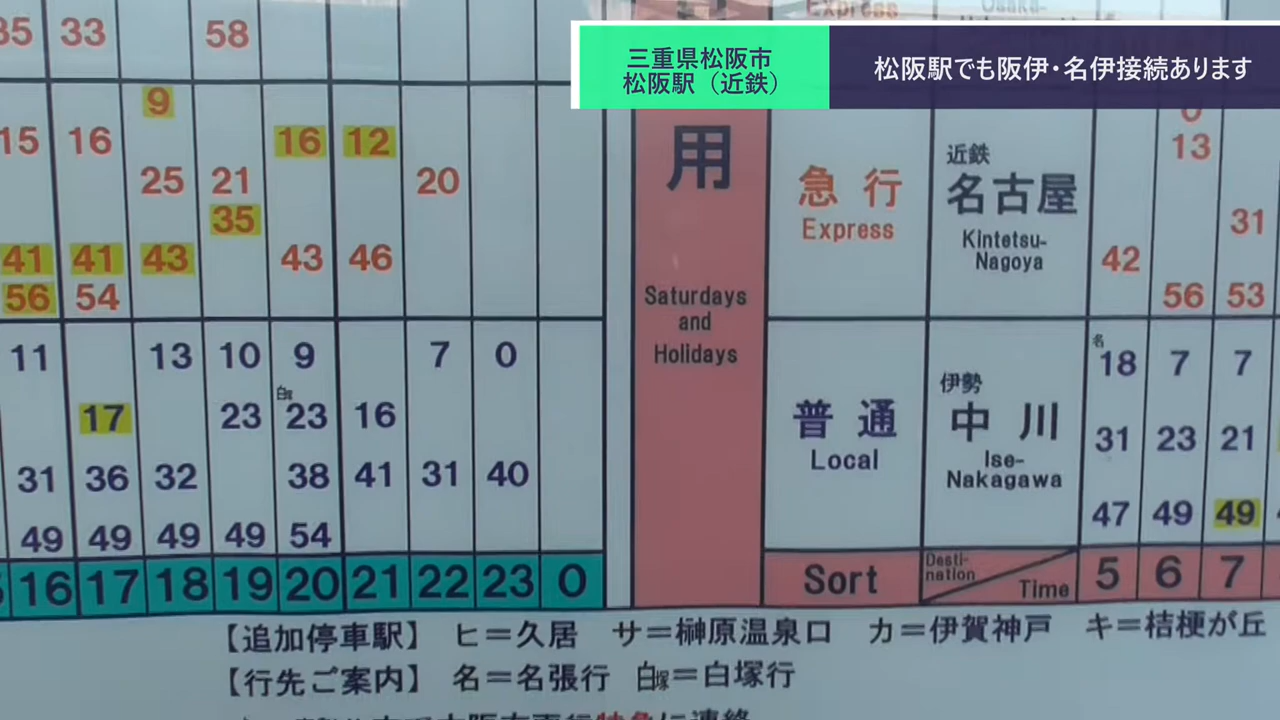 三重県松阪市
松阪駅（近鉄）
松阪駅でも阪伊・名伊接続あります
35 33 58
Express
9
15 16 16 12
25 21 20
35
41 41 43 43 46
56 54
用
Saturdays
and
Holidays
急行
Express
近鉄
名古屋
Kintetsu-
Nagoya
13
31
42
56 53
11 13 10 9 7 0
17 23 白塚 23 16
31 36 32 38 41 31 40
49 49 49 49 54
普通
Local
伊勢
中川
Ise-
Nakagawa
名
18 7 7
31 23 21
47 49 49
16 17 18 19 20 21 22 23 0
Sort
Desti-
nation
Time
5 6 7
【追加停車駅】 ヒ＝久居 サ＝榊原温泉口 カ＝伊賀神戸 キ＝桔梗が丘
【行先ご案内】 名＝名張行 白塚＝白塚行